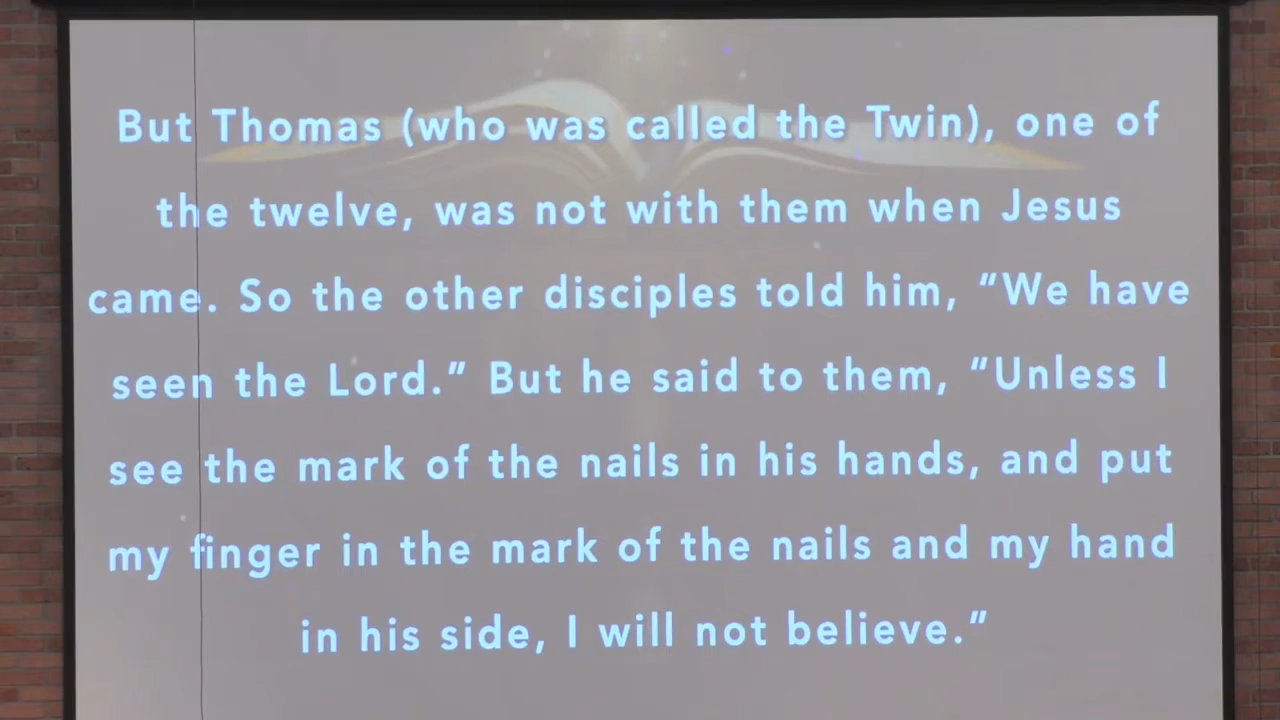 But Thomas (who was called the Twin), one of
the twelve, was not with them when Jesus
came. So the other disciples told him, “We have
seen the Lord.” But he said to them, “Unless I
see the mark of the nails in his hands, and put
my finger in the mark of the nails and my hand
in his side, I will not believe.”